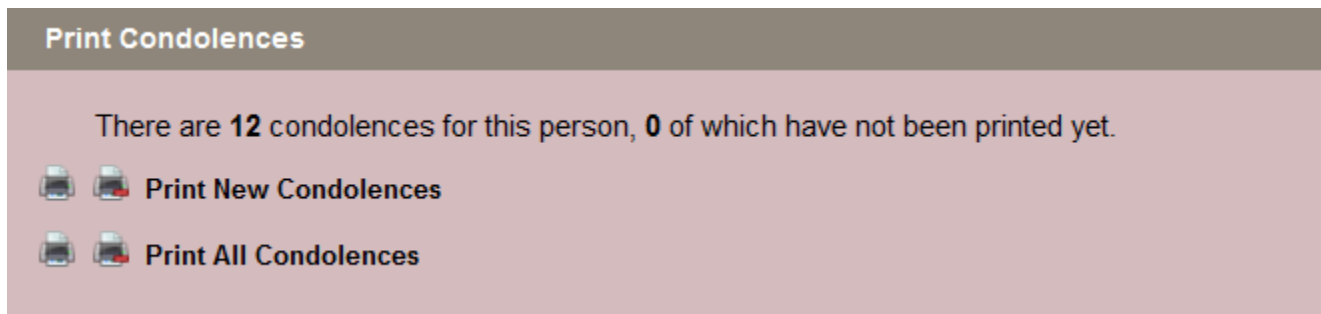 Print Condolences
There are 12 condolences for this person, 0 of which have not been printed yet.
Print New Condolences
Print All Condolences